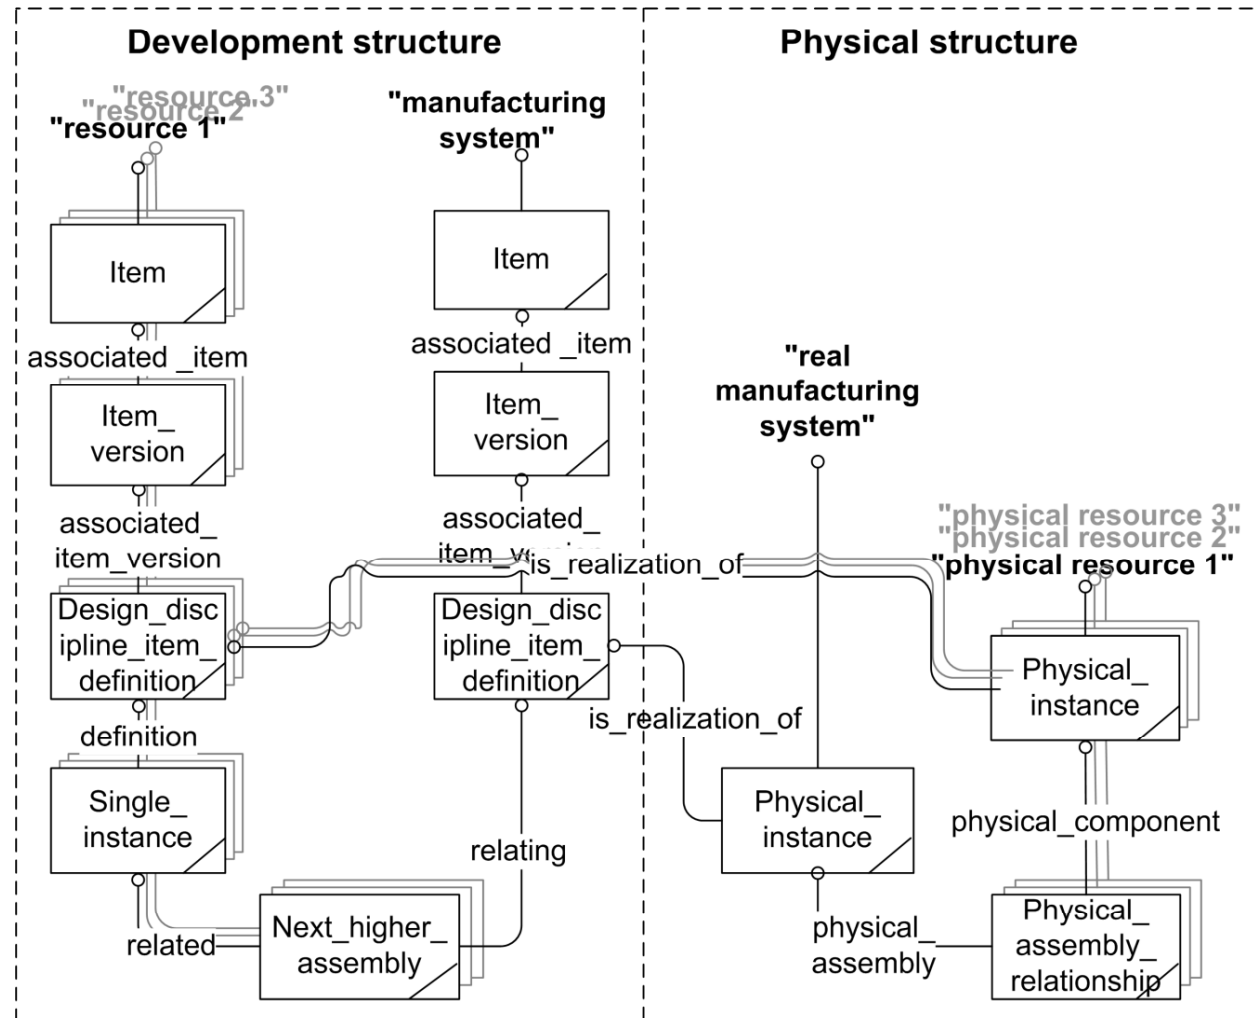 Development structure
Physical structure
"resource 3"
"resource 2"
"resource 1"
"manufacturing
system"
Item
Item
associated _item
associated _item
Item_
version
Item_
version
associated_
item_version
associated_
is_realization_of
Design_disc
ipline_item_
definition
Design_disc
ipline_item_
definition
definition
Single_
instance
related
Next_higher_
assembly
relating
is_realization_of
"real
manufacturing
system"
"physical resource 3"
"physical resource 2"
"physical resource 1"
Physical_
instance
Physical_
instance
physical_component
physical_
assembly
Physical_
assembly_
relationship